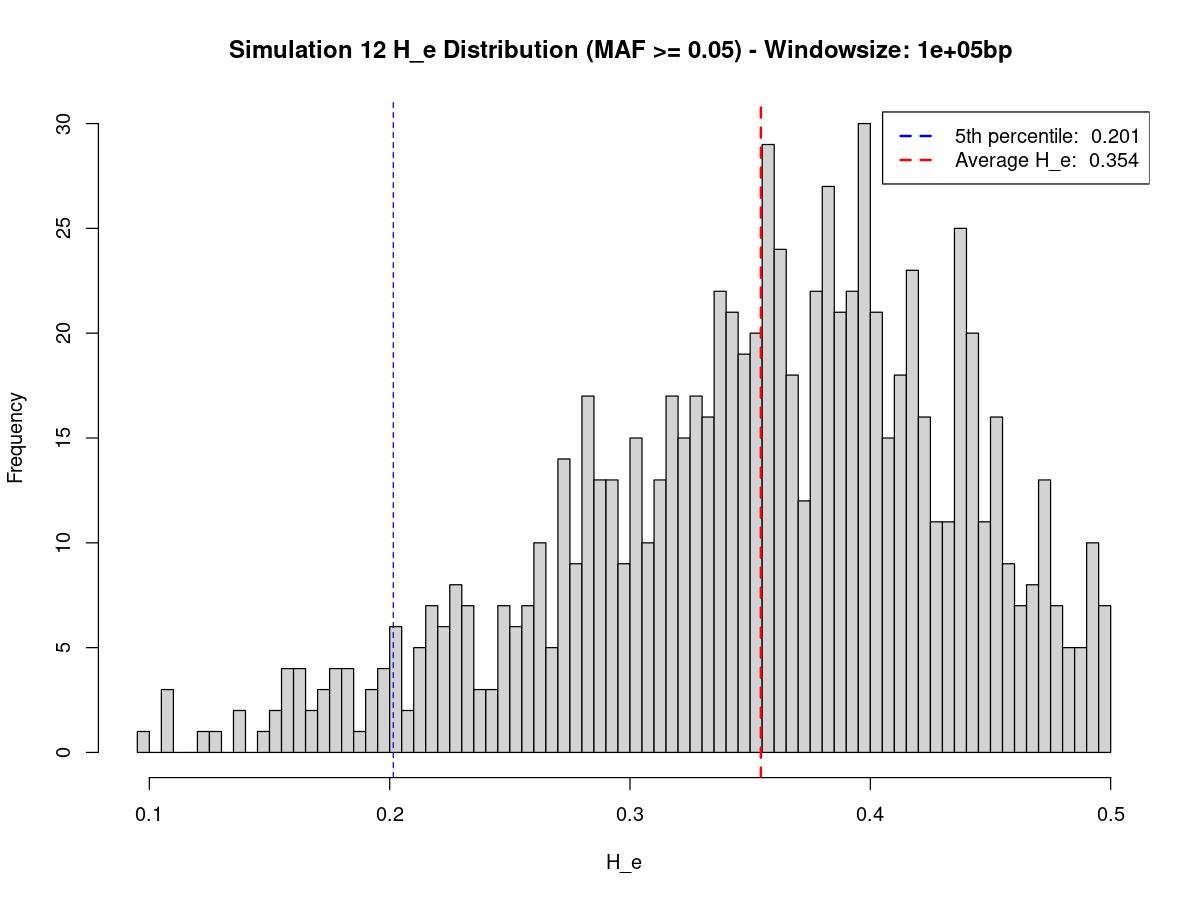 Simulation 12 H_e Distribution (MAF >= 0.05) - Windowsize: 1e+05bp
5th percentile: 0.201
Average H_e: 0.354
Frequency
30
25
20
15
10
5
0
0.1 0.2 0.3 0.4 0.5
H_e